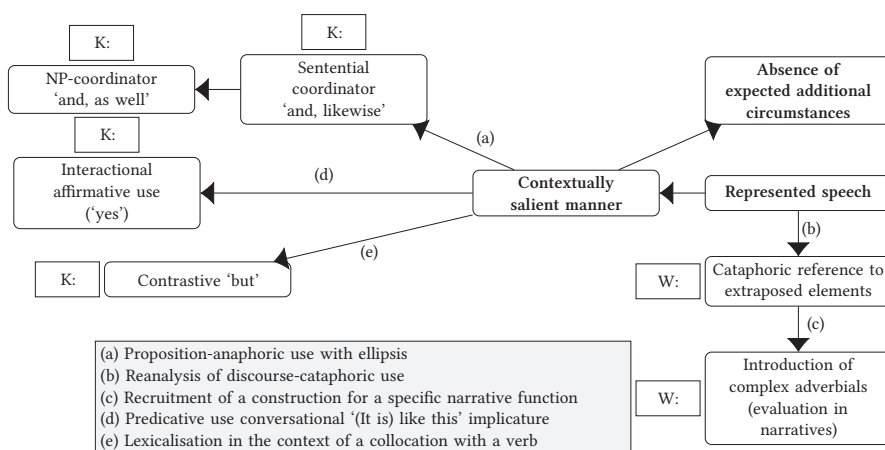 K:
K:
NP-coordinator
‘and, as well’
Sentential
coordinator
‘and, likewise’
Absence of
expected additional
circumstances
(a)
K:
Interactional
affirmative use
(‘yes’)
(d)
Contextually
salient manner
Represented speech
(b)
(e)
K:
Contrastive ‘but’
W:
Cataphoric reference to
extraposed elements
(c)
W:
Introduction of
complex adverbials
(evaluation in
narratives)
(a) Proposition-anaphoric use with ellipsis
(b) Reanalysis of discourse-cataphoric use
(c) Recruitment of a construction for a specific narrative function
(d) Predicative use conversational ‘(It is) like this’ implicature
(e) Lexicalisation in the context of a collocation with a verb